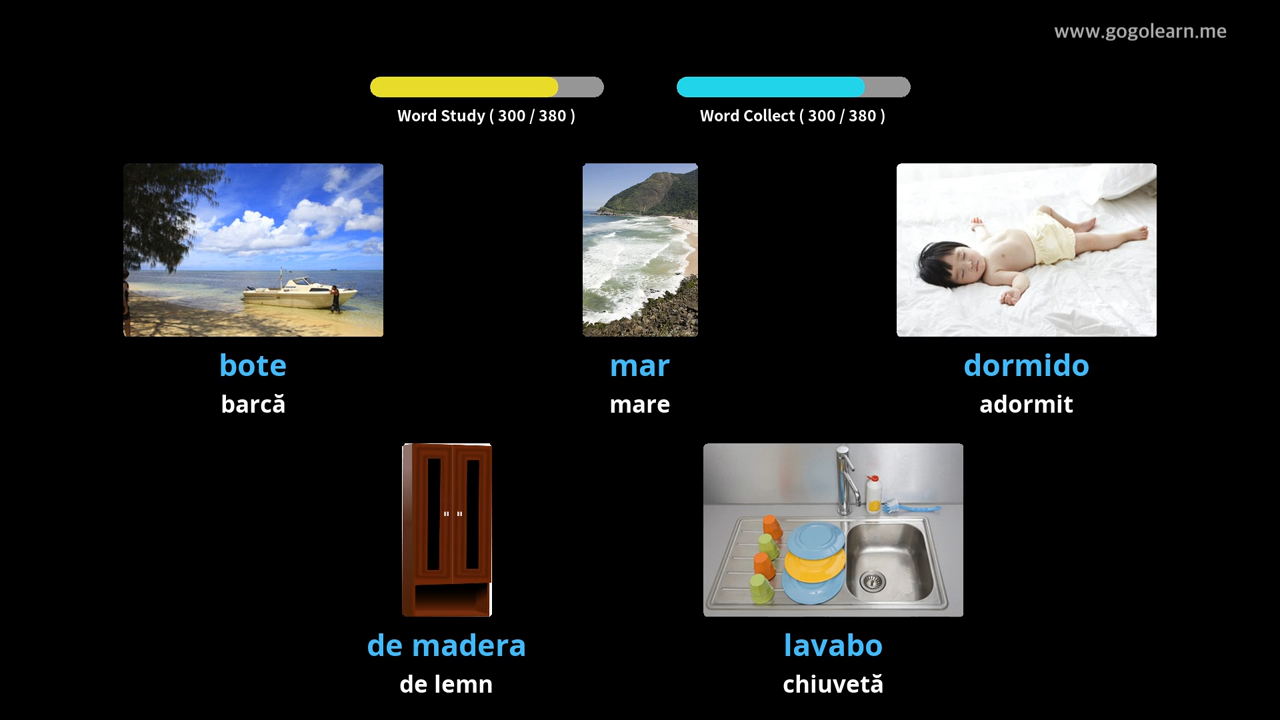 www.gogolearn.me
Word Study ( 300 / 380 )
Word Collect ( 300 / 380 )
bote
barcă
mar
mare
dormido
adormit
de madera
de lemn
lavabo
chiuvetă